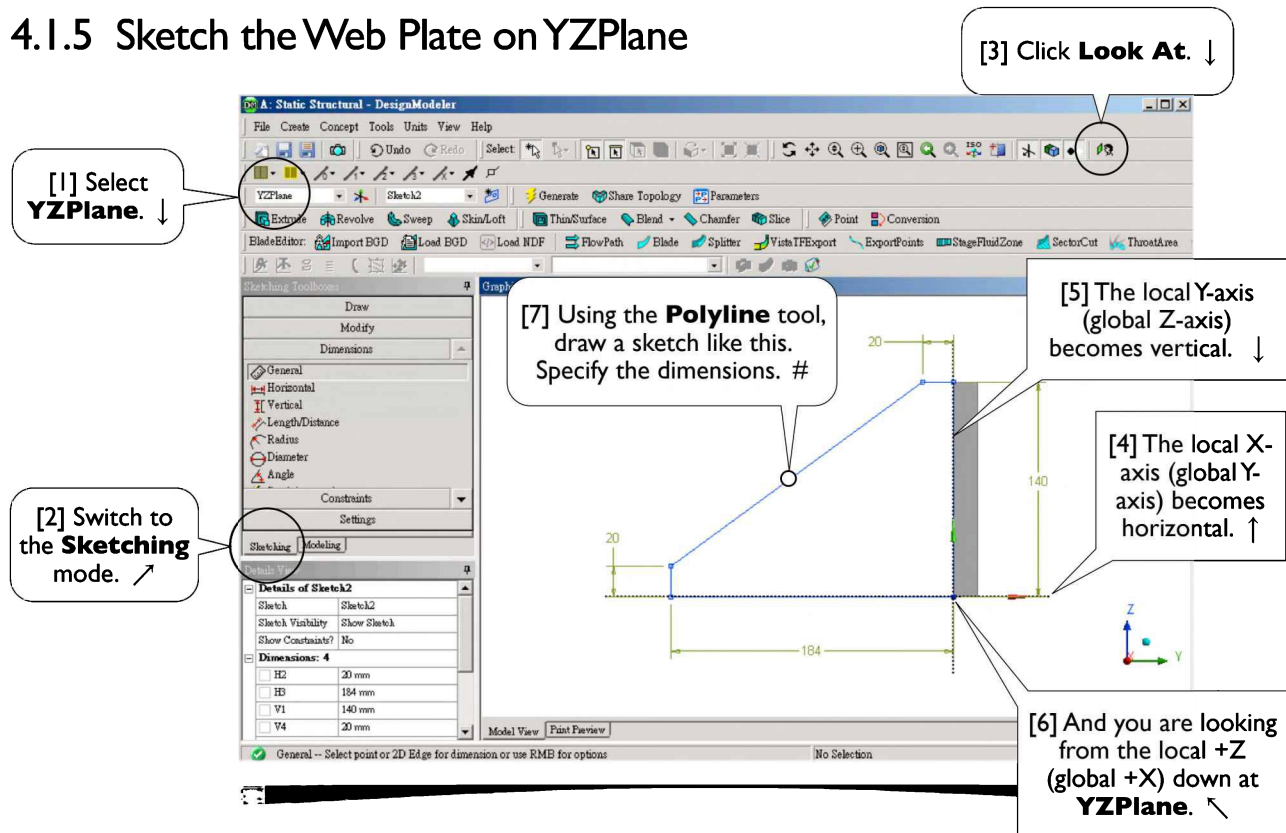 4.1.5 Sketch the Web Plate on YZPlane
[3] Click Look At. ↓
A: Static Structural - DesignModeler
File Create Concept Tools Units View Help
Undo Redo Select: ISO
[1] Select
YZPlane. ↓
YZPlane Sketch2 Generate Share Topology Parameters
Extrude Revolve Sweep Skin/Loft Thin/Surface Blend Chamfer Slice Point Conversion
BladeEditor: Import BGD Load BGD Load NDF FlowPath Blade Splitter VistaTFExport ExportPoints StageFluidZone SectorCut ThroatArea
Sketching Toolboxes
Draw
Modify
Dimensions
General
Horizontal
Vertical
Length/Distance
Radius
Diameter
Angle
Constraints
Settings
Sketching Modeling
[2] Switch to
the Sketching
mode. ↗
Details View
Details of Sketch2
Sketch Sketch2
Sketch Visibility Show Sketch
Show Constraints? No
Dimensions: 4
H2 20 mm
H3 184 mm
V1 140 mm
V4 20 mm
Graphi
[7] Using the Polyline tool,
draw a sketch like this.
Specify the dimensions. #
[5] The local Y-axis
(global Z-axis)
becomes vertical. ↓
20
[4] The local X-
axis (global Y-
axis) becomes
horizontal. ↑
140
20
184
Z
Y
X
[6] And you are looking
from the local +Z
(global +X) down at
YZPlane. ↖
Model View Print Preview
General -- Select point or 2D Edge for dimension or use RMB for options No Selection